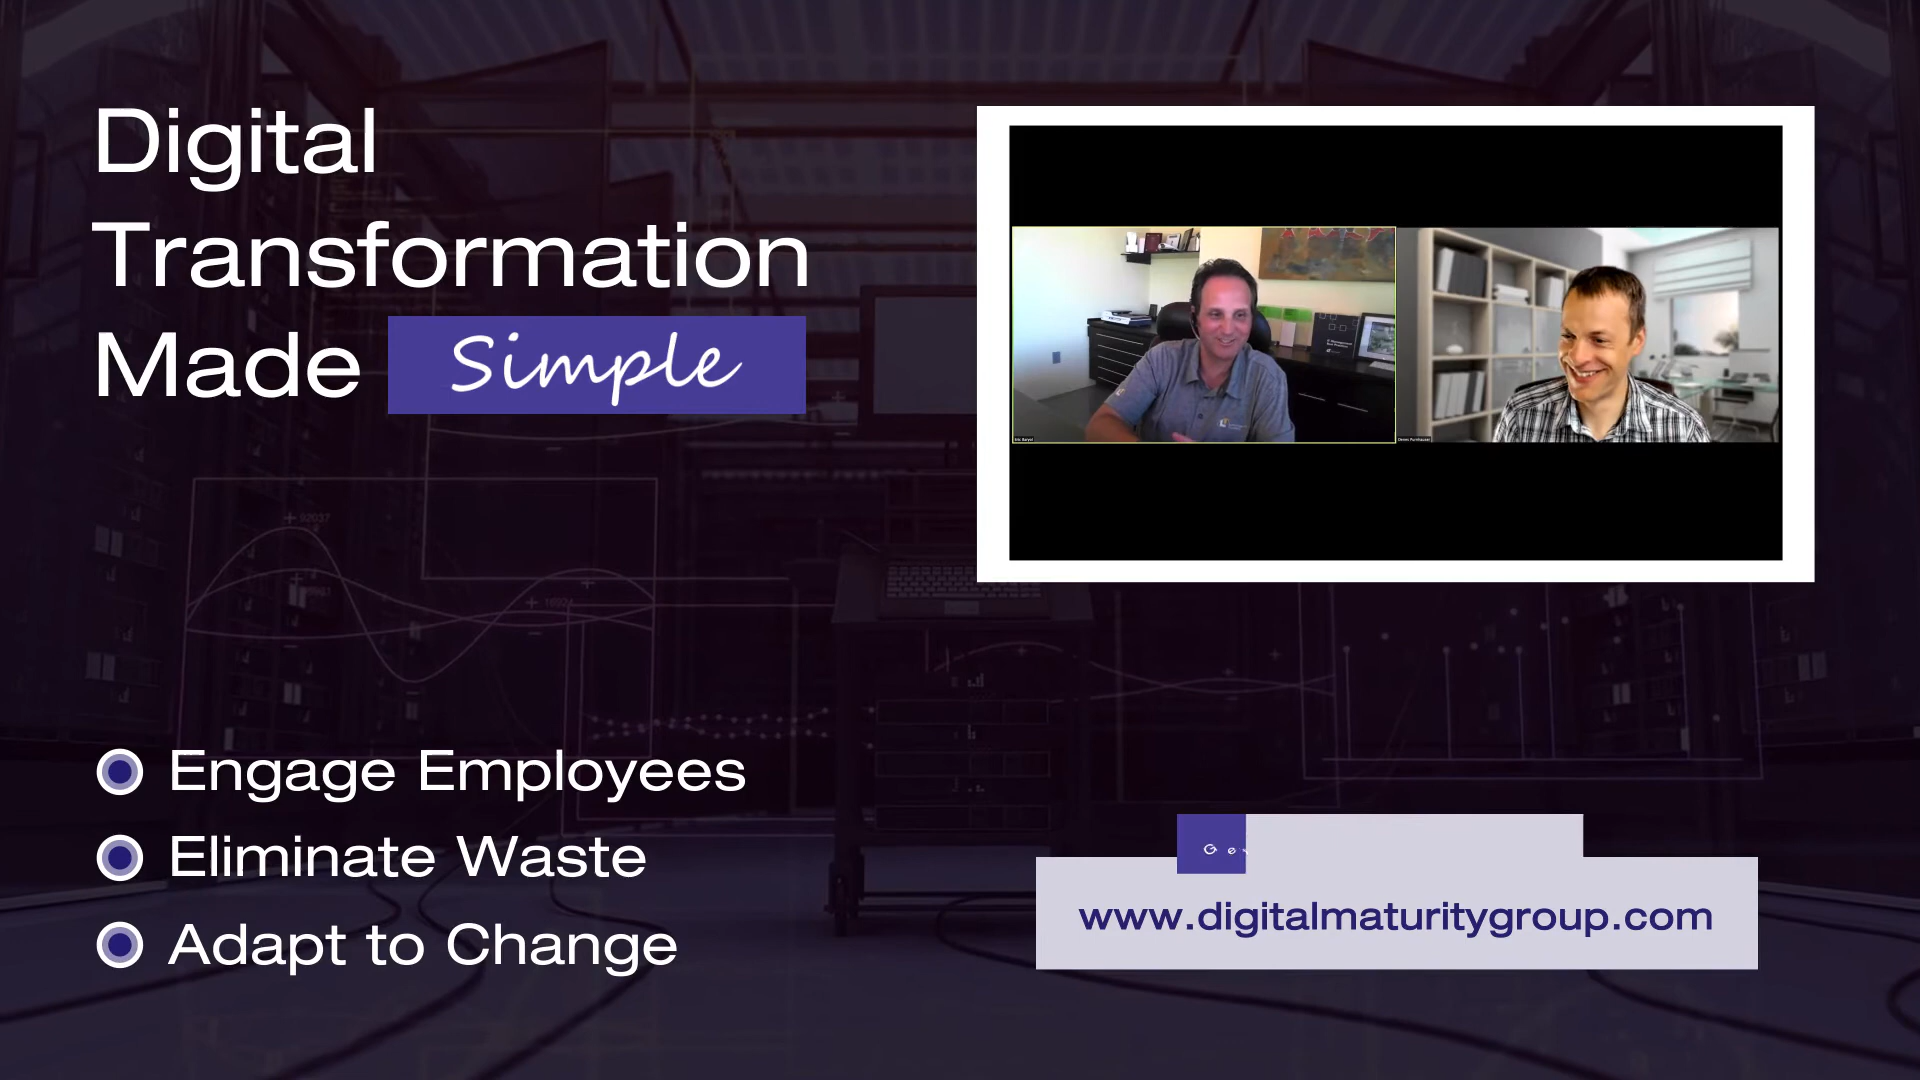 Digital
Transformation
Made Simple
Engage Employees
Eliminate Waste
Adapt to Change
www.digitalmaturitygroup.com